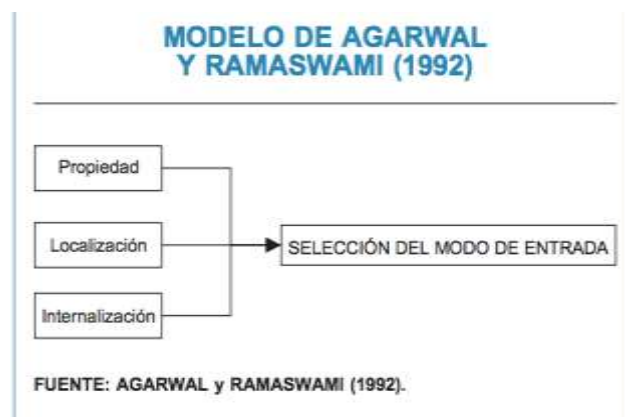 MODELO DE AGARWAL
Y RAMASWAMI (1992)
Propiedad
Localización
SELECCIÓN DEL MODO DE ENTRADA
Internalización
FUENTE: AGARWAL y RAMASWAMI (1992).